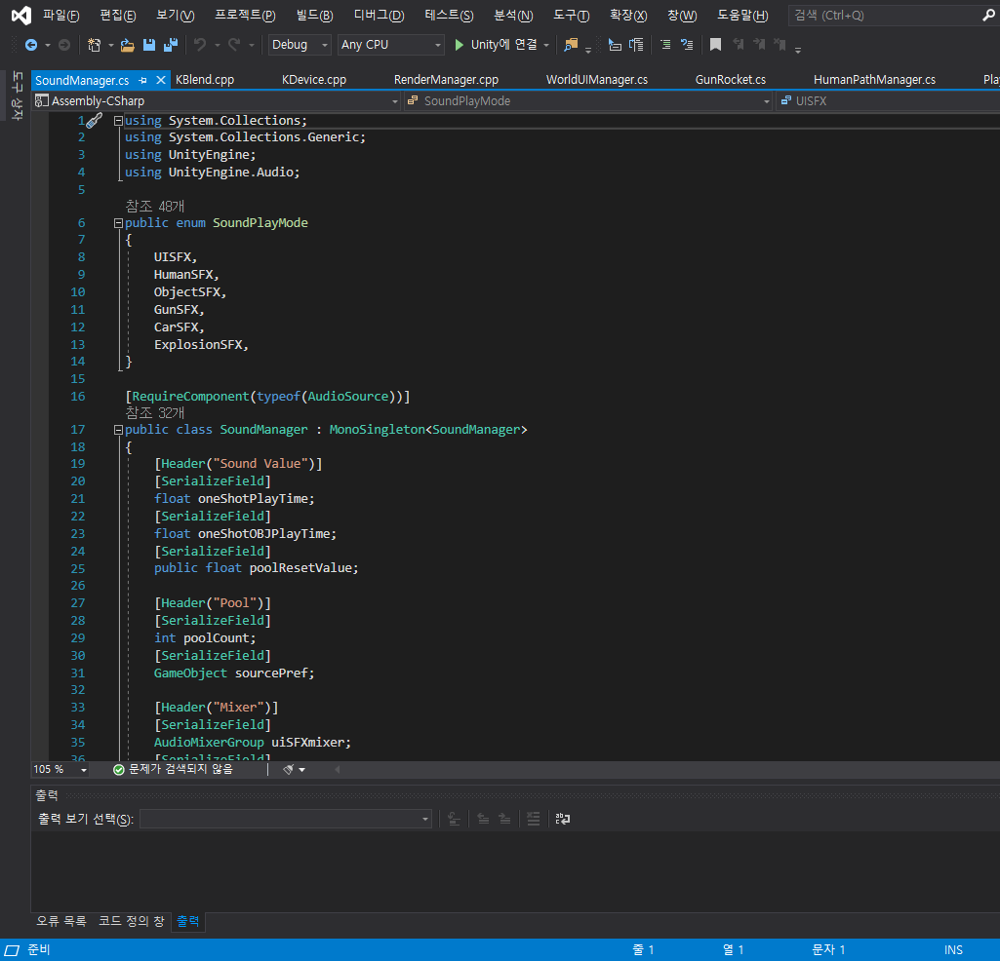 파일(F) 편집(E) 보기(V) 프로젝트(P) 빌드(B) 디버그(D) 테스트(S) 분석(N) 도구(T) 확장(X) 창(W) 도움말(H) 검색 (Ctrl+Q)
Debug Any CPU Unity에 연결
도구 상자
SoundManager.cs KBlend.cpp KDevice.cpp RenderManager.cpp WorldUIManager.cs GunRocket.cs HumanPathManager.cs Pla
Assembly-CSharp SoundPlayMode UISFX
1 using System.Collections;
2 using System.Collections.Generic;
3 using UnityEngine;
4 using UnityEngine.Audio;
5
참조 48개
6 public enum SoundPlayMode
7 {
8 UISFX,
9 HumanSFX,
10 ObjectSFX,
11 GunSFX,
12 CarSFX,
13 ExplosionSFX,
14 }
15
16 [RequireComponent(typeof(AudioSource))]
참조 32개
17 public class SoundManager : MonoSingleton<SoundManager>
18 {
19 [Header("Sound Value")]
20 [SerializeField]
21 float oneShotPlayTime;
22 [SerializeField]
23 float oneShotOBJPlayTime;
24 [SerializeField]
25 public float poolResetValue;
26
27 [Header("Pool")]
28 [SerializeField]
29 int poolCount;
30 [SerializeField]
31 GameObject sourcePref;
32
33 [Header("Mixer")]
34 [SerializeField]
35 AudioMixerGroup uiSFXmixer;
36 [SerializeField]
105 % 문제가 검색되지 않음
출력
출력 보기 선택(S):
오류 목록 코드 정의 창 출력
준비 줄 1 열 1 문자 1 INS